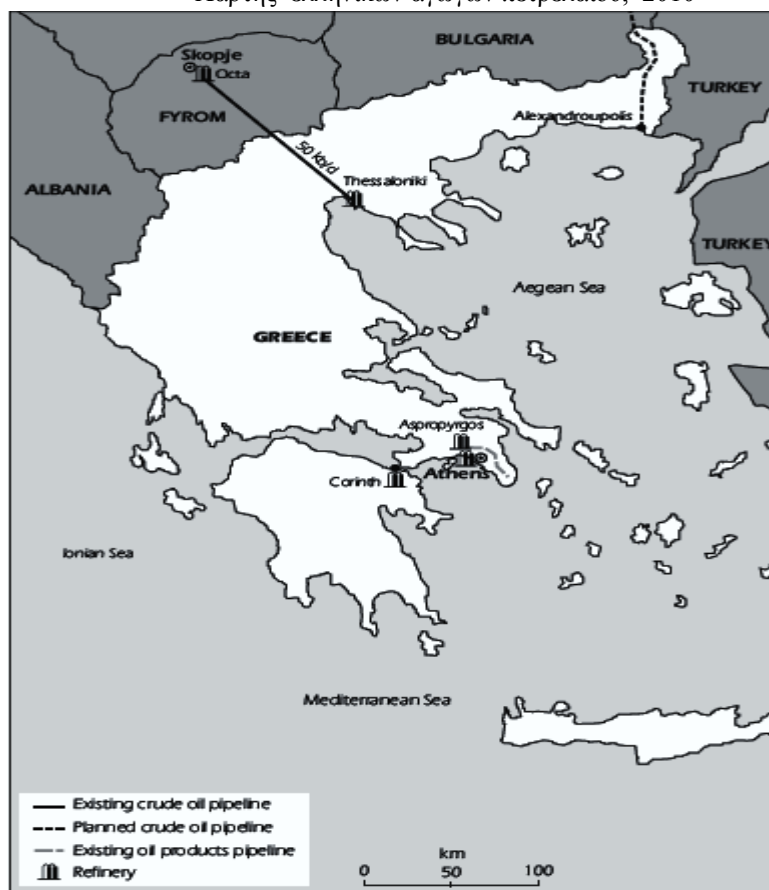 BULGARIA
Skopje
Octa
TURKEY
FYROM
Alexandroupolis
50 kb/d
Thessaloniki
ALBANIA
TURKEY
Aegean Sea
GREECE
Aspropyrgos
Athens
Corinth
Ionian Sea
Mediterranean Sea
Existing crude oil pipeline
Planned crude oil pipeline
Existing oil products pipeline
Refinery
km
0 50 100